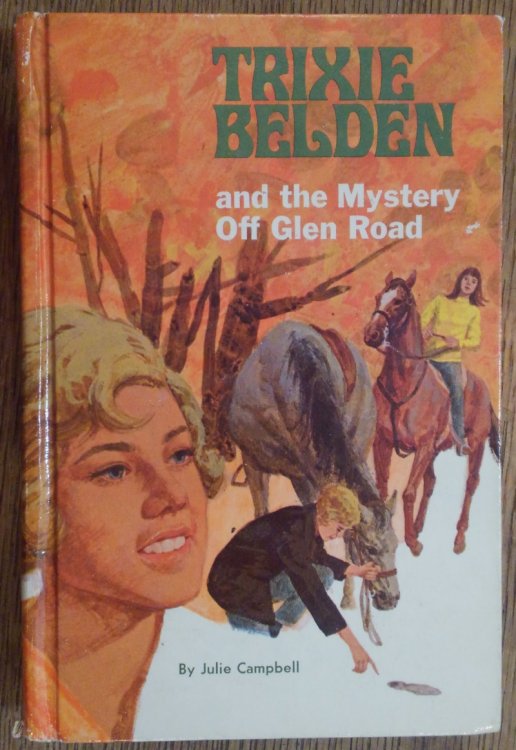 TRIXIE
BELDEN
and the Mystery
Off Glen Road
By Julie Campbell